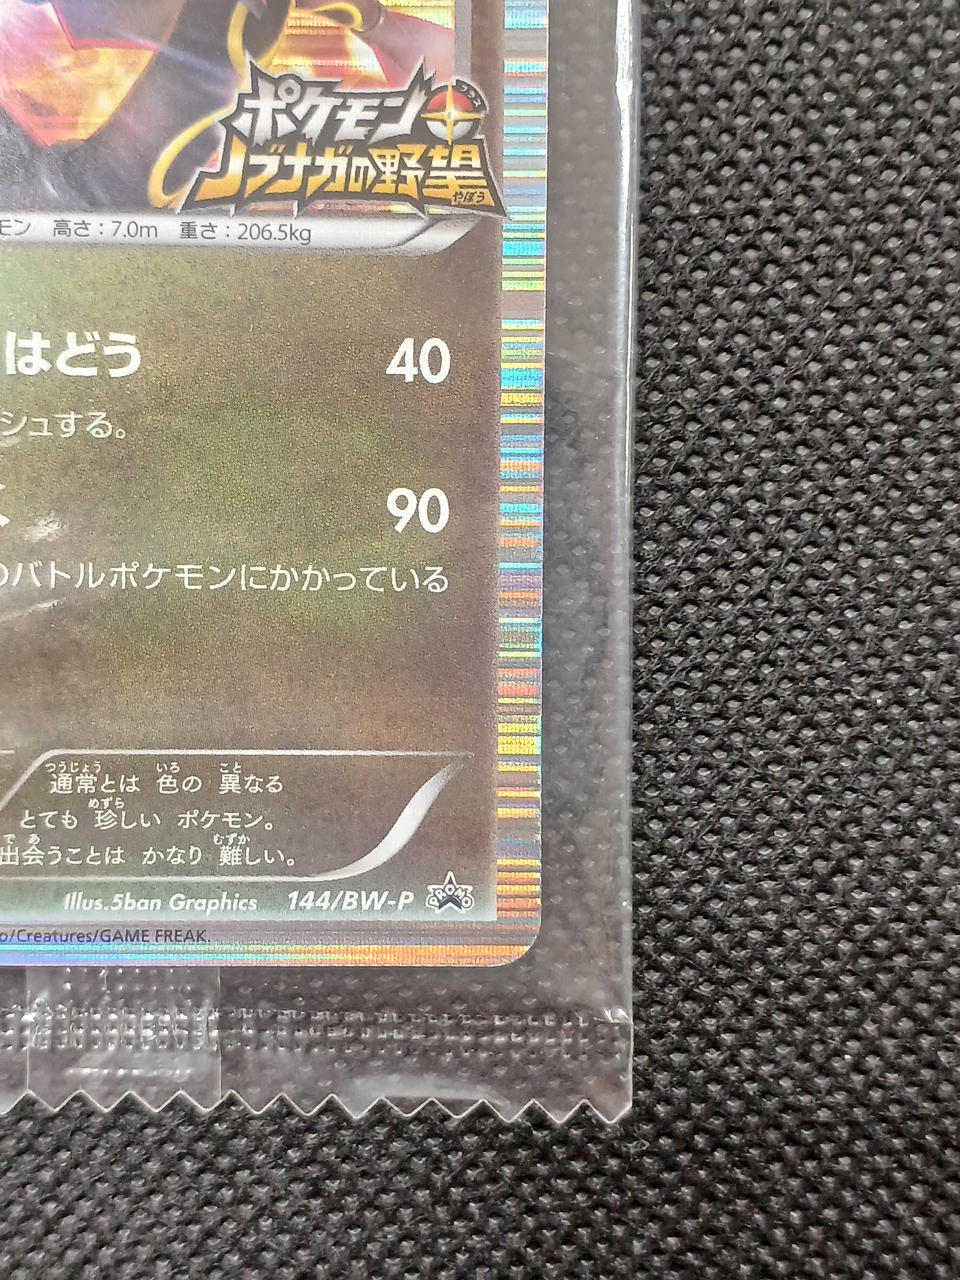 ポケモン
プラス
ノブナガの野望
やぼう
モン 高さ:7.0m 重さ:206.5kg
はどう 40
シュする。
90
のバトルポケモンにかかっている
つうじょう いろ こと
通常とは 色の 異なる
めずら
とても 珍しい ポケモン。
で あ むずか
出会うことは かなり 難しい。
Illus.5ban Graphics 144/BW-P PROMO
o/Creatures/GAME FREAK.